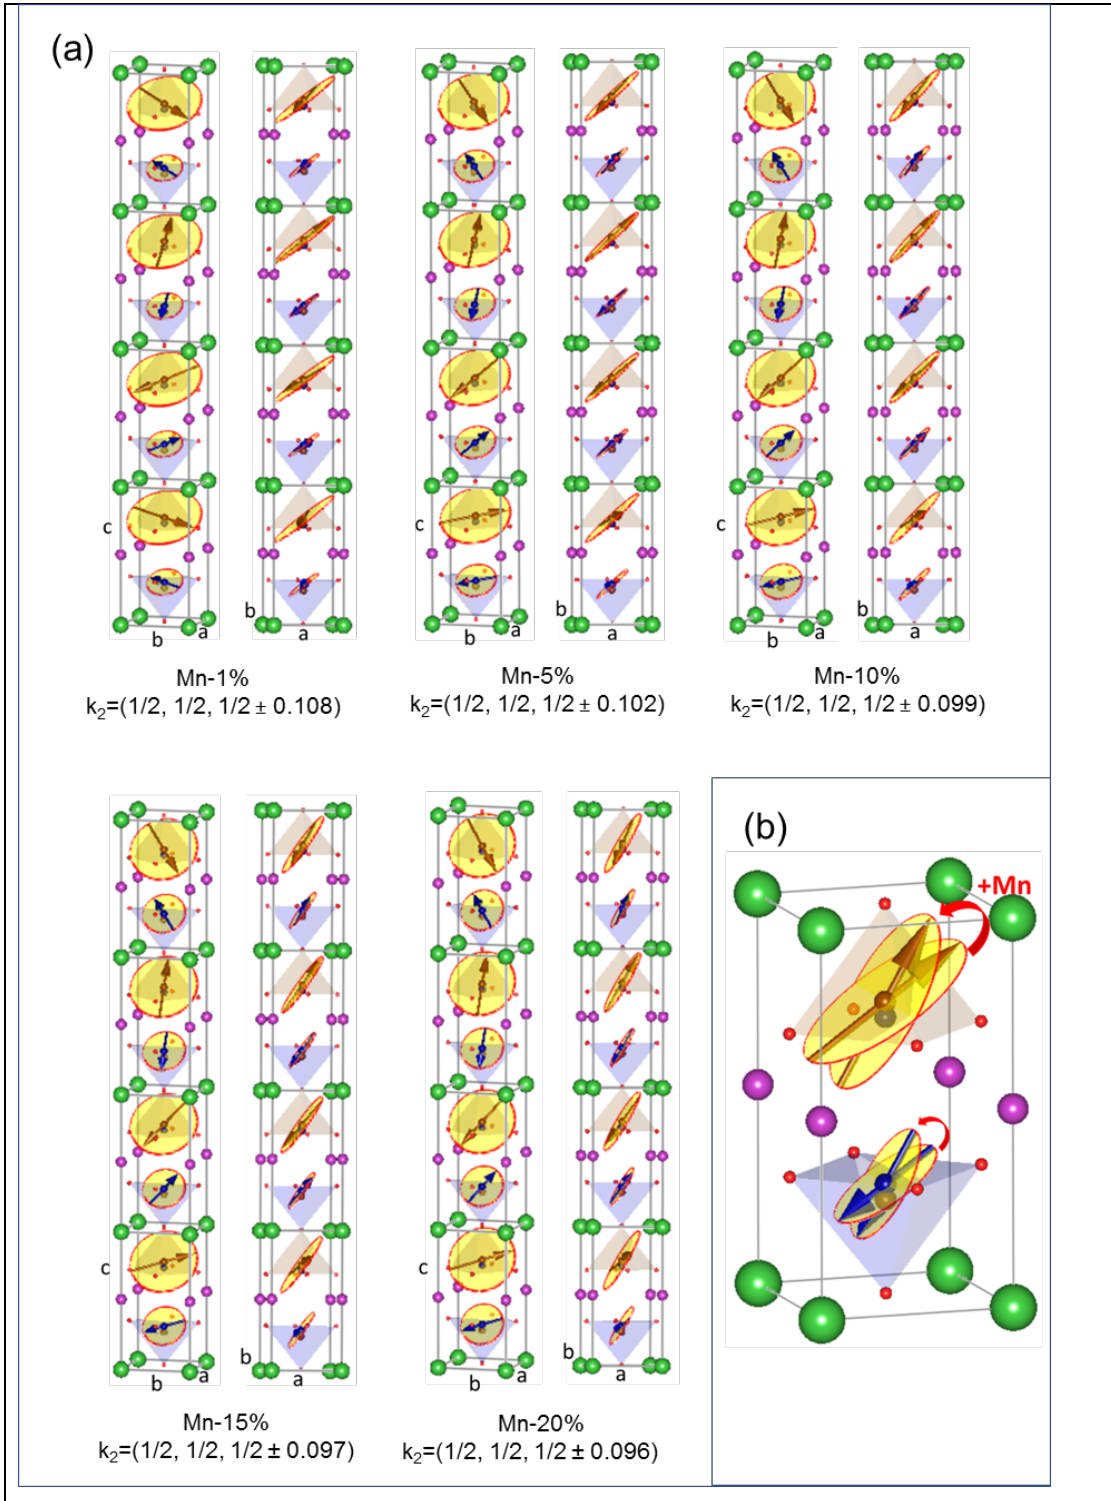 (a)
c
b
a
b
a
c
b
a
b
a
c
b
a
b
a
Mn-1%
k₂=(1/2, 1/2, 1/2 ± 0.108)
Mn-5%
k₂=(1/2, 1/2, 1/2 ± 0.102)
Mn-10%
k₂=(1/2, 1/2, 1/2 ± 0.099)
c
b
a
b
a
c
b
a
b
a
Mn-15%
k₂=(1/2, 1/2, 1/2 ± 0.097)
Mn-20%
k₂=(1/2, 1/2, 1/2 ± 0.096)
(b)
+Mn